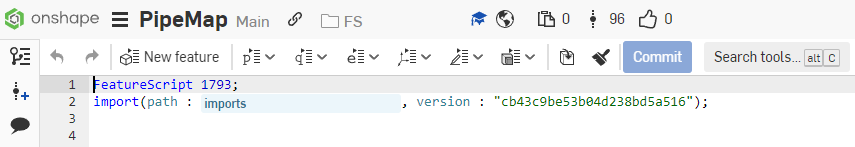 onshape PipeMap Main FS 0 96 0
New feature Commit Search tools... alt C
1 FeatureScript 1793;
2 import(path : imports , version : "cb43c9be53b04d238bd5a516");
3
4